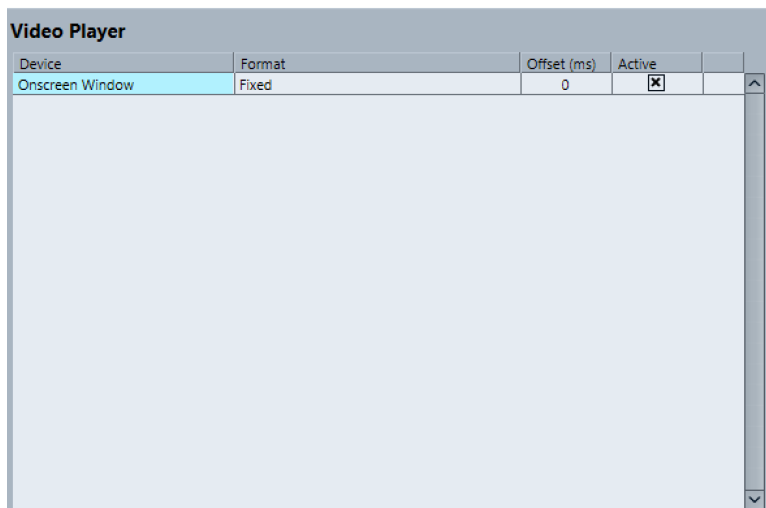 Video Player
Device Format Offset (ms) Active
Onscreen Window Fixed 0